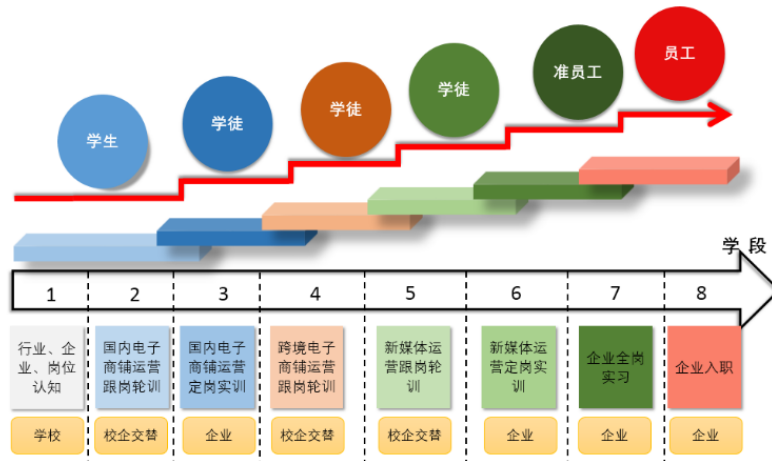 员工
准员工
学徒
学徒
学徒
学生
学 段
1 2 3 4 5 6 7 8
行业、企
业、岗位
认知
国内电子
商铺运营
跟岗轮训
国内电子
商铺运营
定岗实训
跨境电子
商铺运营
跟岗轮训
新媒体运
营跟岗轮
训
新媒体运
营定岗实
训
企业全岗
实习
企业入职
学校
校企交替
企业
校企交替
校企交替
企业
企业
企业